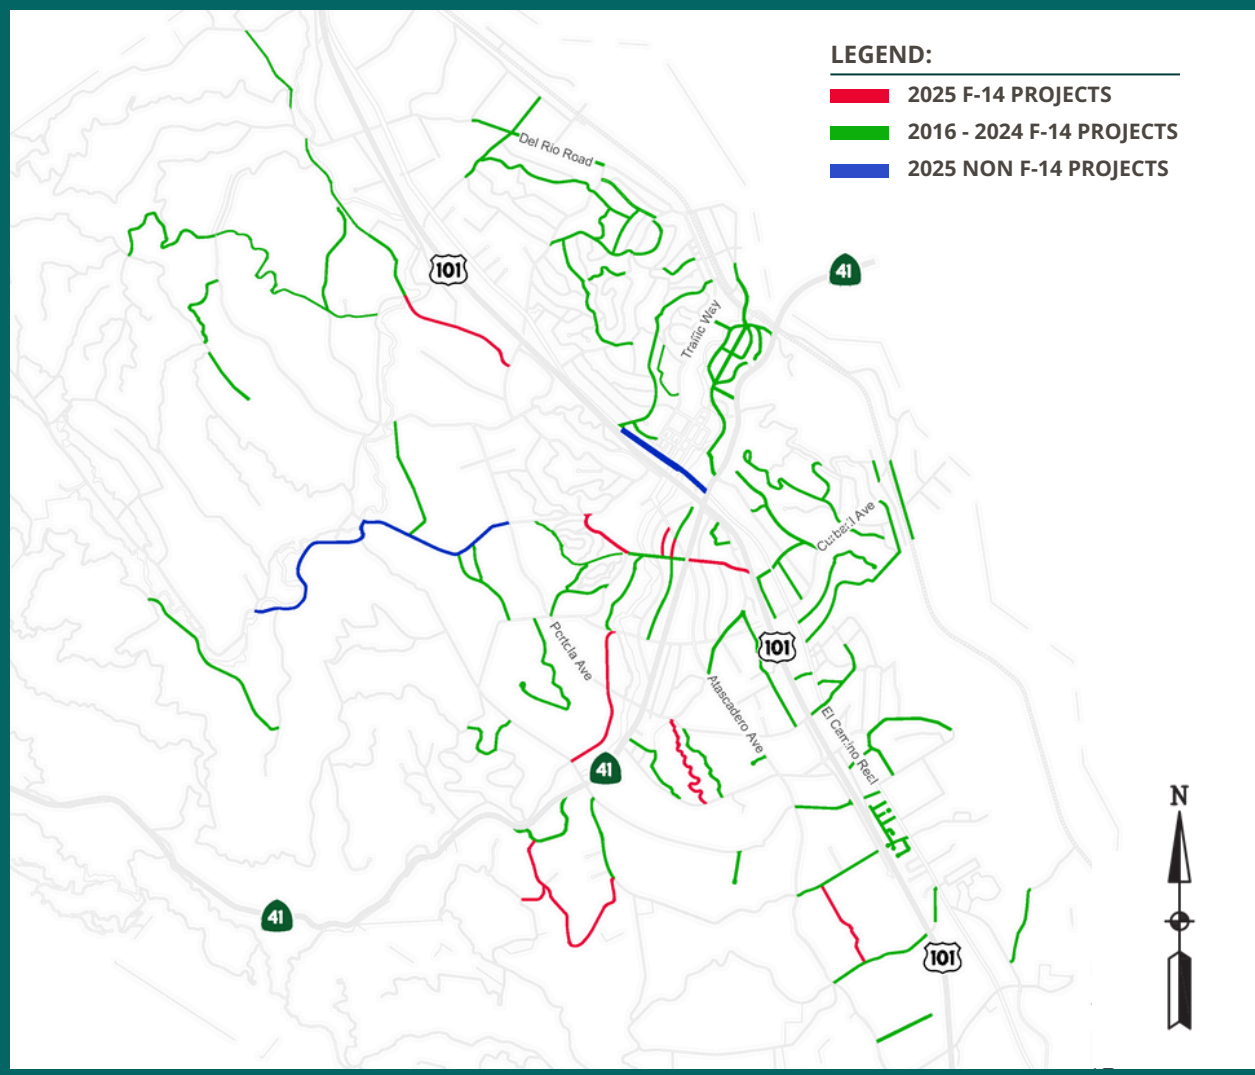 LEGEND:
2025 F-14 PROJECTS
2016 - 2024 F-14 PROJECTS
2025 NON F-14 PROJECTS
Del Rio Road
101
41
Traffic Way
Curbaril Ave
Portola Ave
101
Atascadero Ave
El Camino Real
41
N
41
101